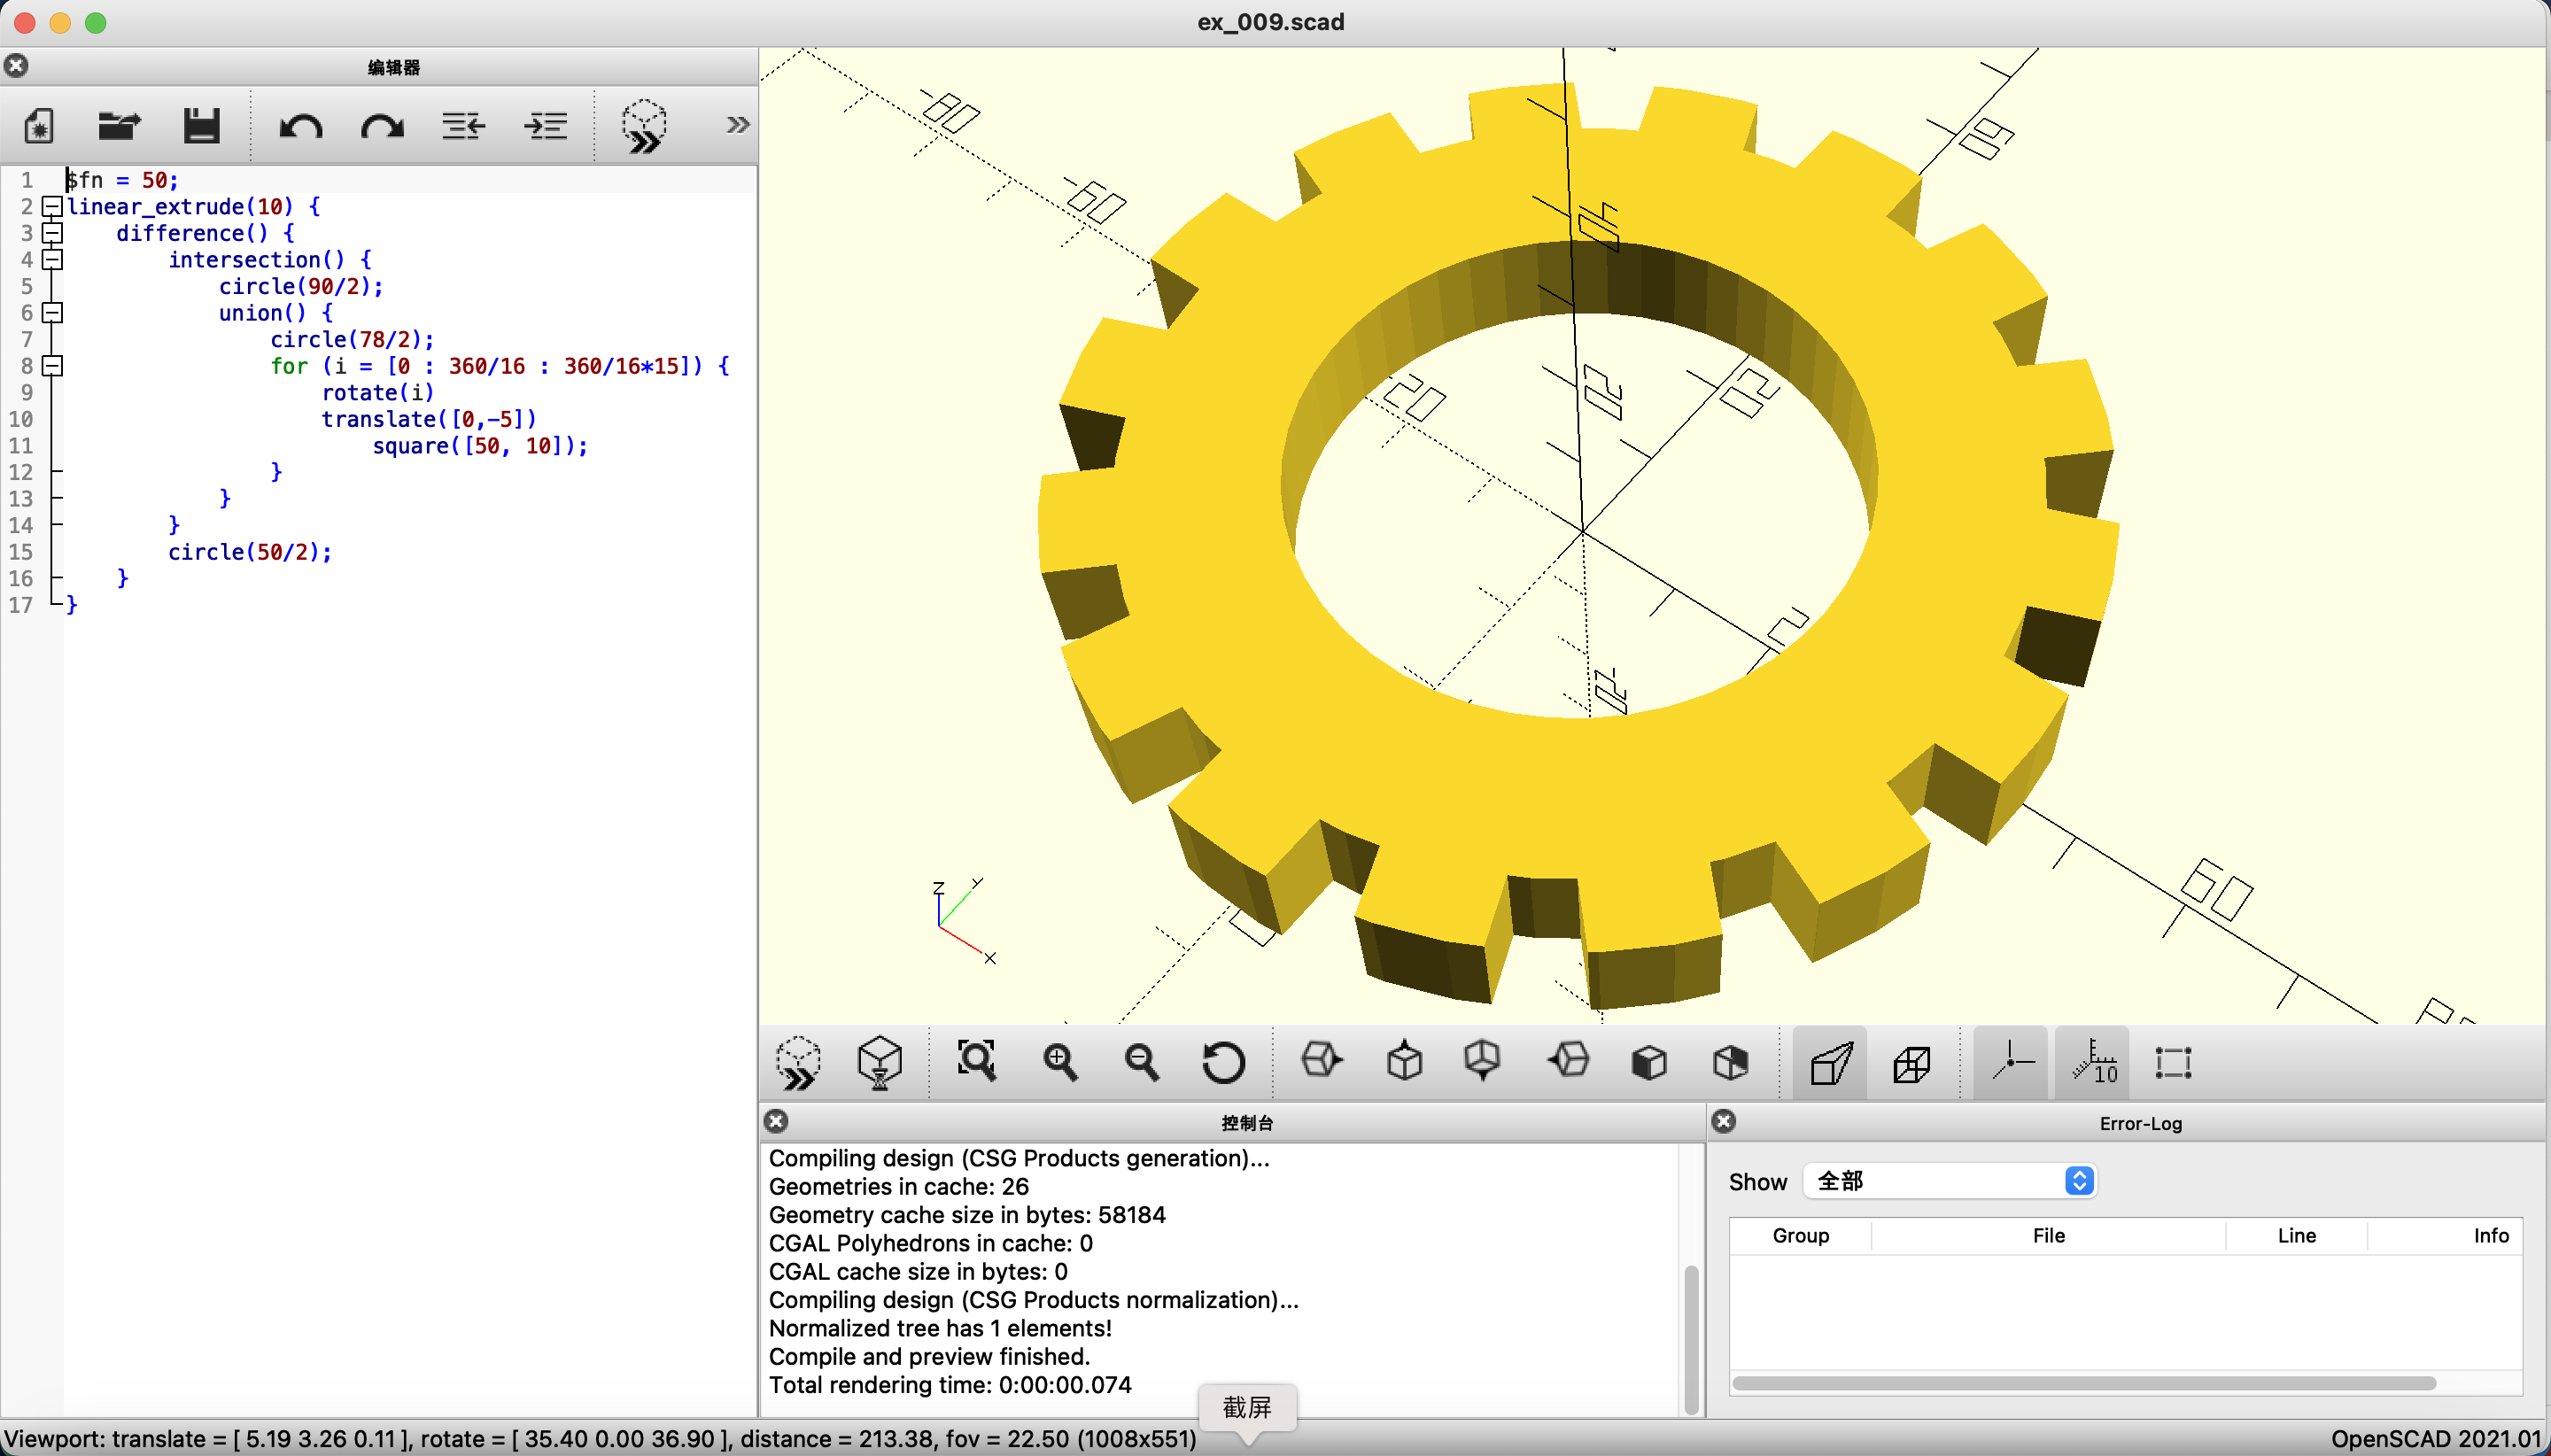 ex_009.scad
编辑器
1 $fn = 50;
2 linear_extrude(10) {
3     difference() {
4         intersection() {
5             circle(90/2);
6             union() {
7                 circle(78/2);
8                 for (i = [0 : 360/16 : 360/16*15]) {
9                     rotate(i)
10                     translate([0,-5])
11                         square([50, 10]);
12                 }
13             }
14         }
15         circle(50/2);
16     }
17 }
-80
-60
60
20
60
Z
Y
X
10
控制台
Compiling design (CSG Products generation)...
Geometries in cache: 26
Geometry cache size in bytes: 58184
CGAL Polyhedrons in cache: 0
CGAL cache size in bytes: 0
Compiling design (CSG Products normalization)...
Normalized tree has 1 elements!
Compile and preview finished.
Total rendering time: 0:00:00.074
Error-Log
Show 全部
Group File Line Info
截屏
Viewport: translate = [ 5.19 3.26 0.11 ], rotate = [ 35.40 0.00 36.90 ], distance = 213.38, fov = 22.50 (1008x551)
OpenSCAD 2021.01